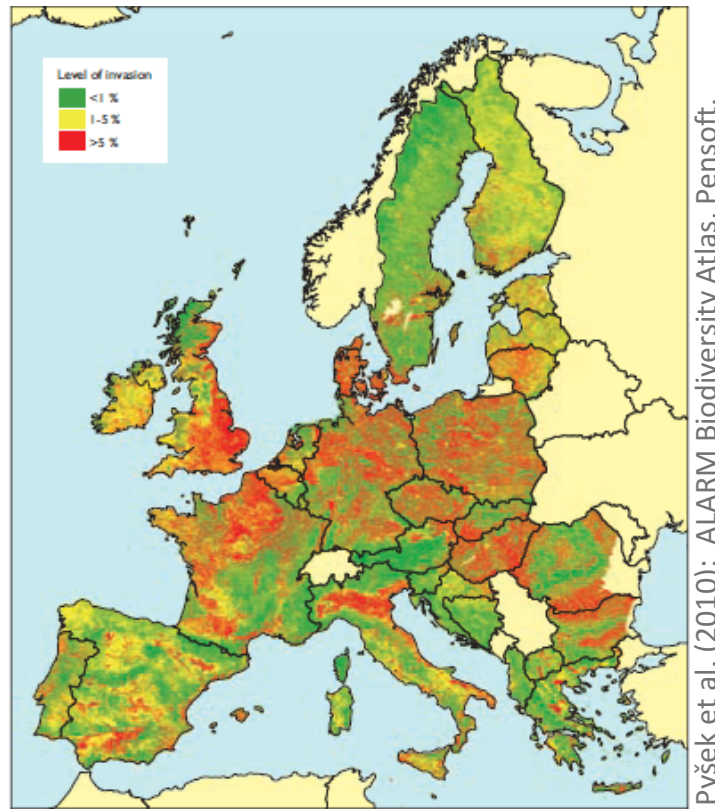 Level of invasion
<1 %
1-5 %
>5 %
Pyšek et al. (2010): ALARM Biodiversity Atlas. Pensoft.